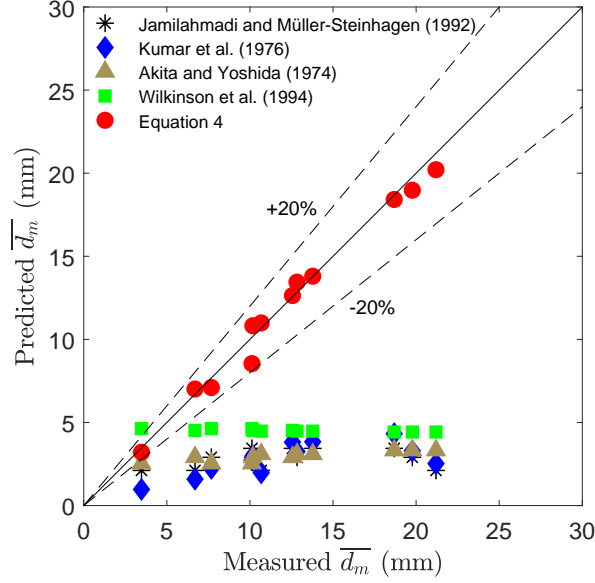 Jamilahmadi and Müller-Steinhagen (1992)
Kumar et al. (1976)
Akita and Yoshida (1974)
Wilkinson et al. (1994)
Equation 4
+20%
-20%
30
25
20
15
10
5
0
0 5 10 15 20 25 30
Predicted $\overline{d_m}$ (mm)
Measured $\overline{d_m}$ (mm)